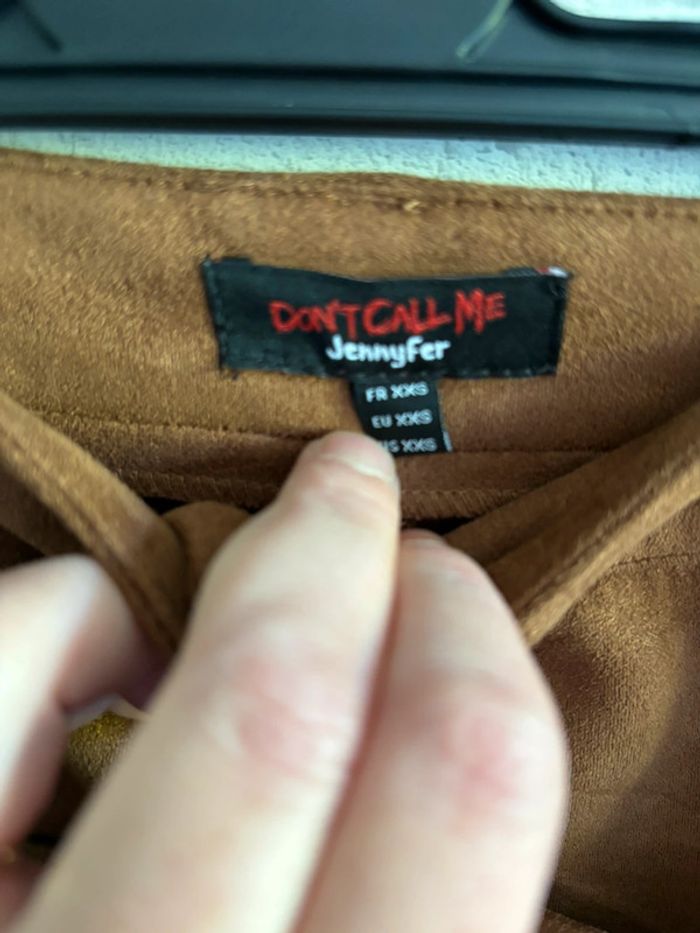 DON'T CALL ME
Jennyfer
FR XXS
EU XXS
US XXS